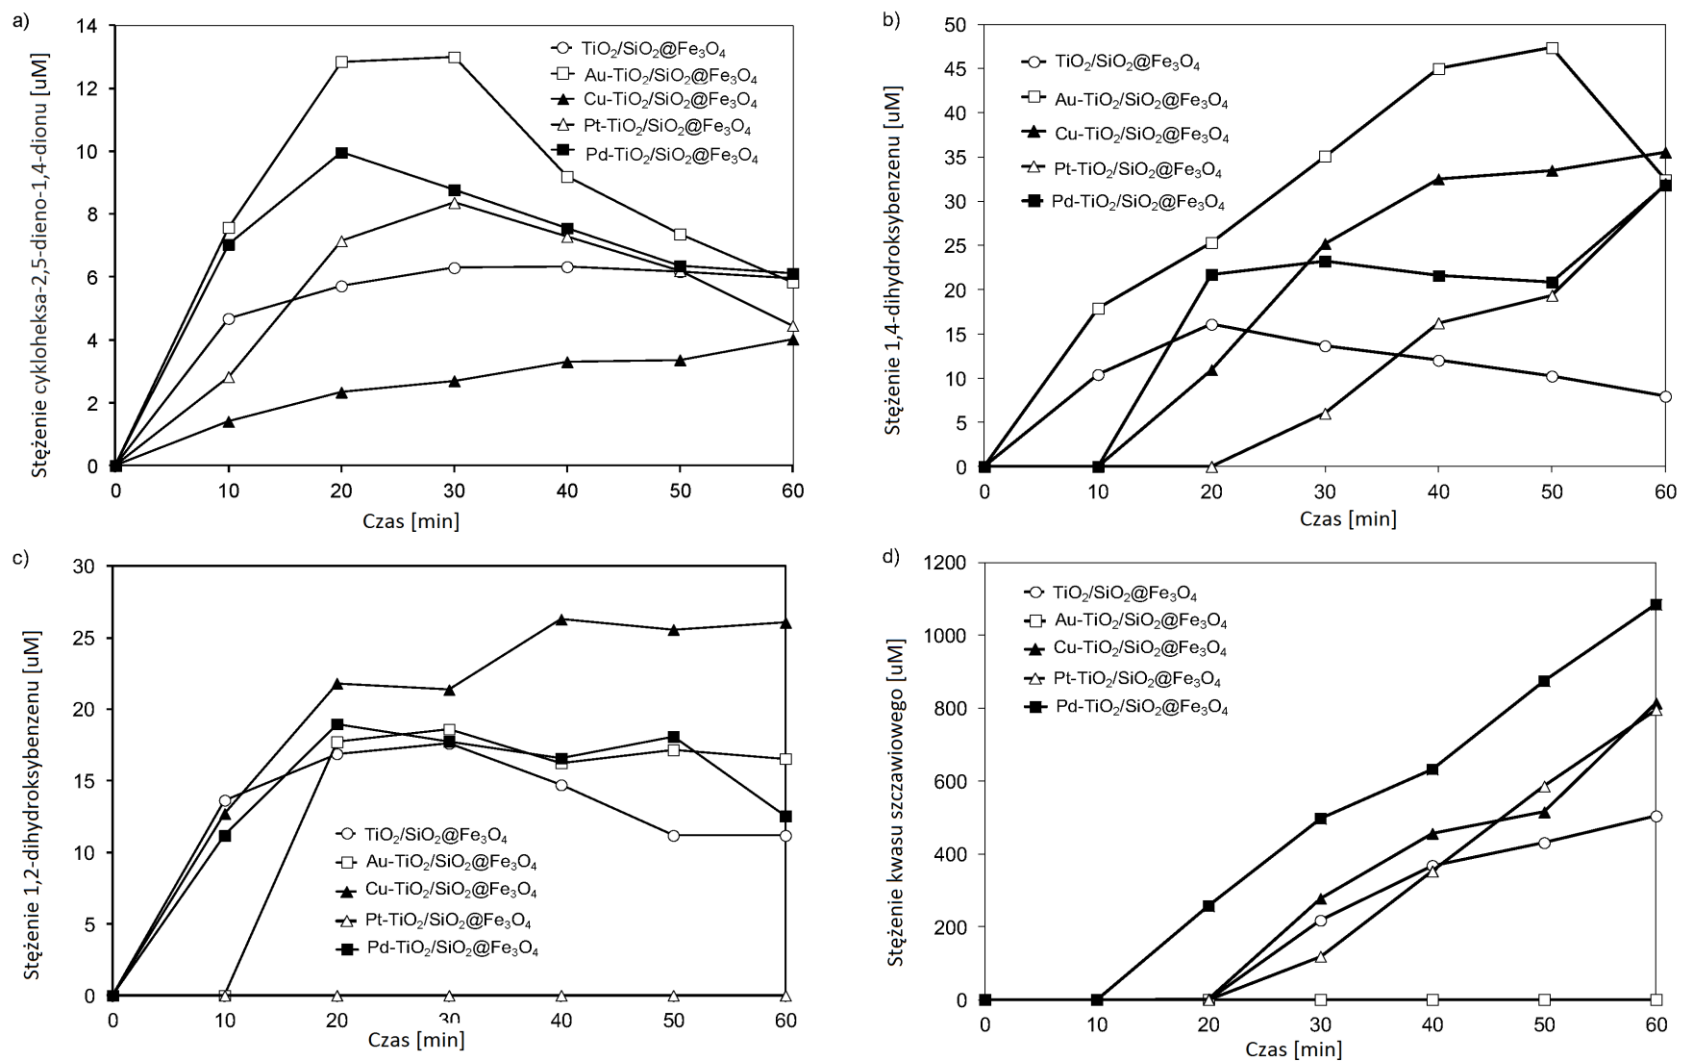 a)
Stężenie cykloheksa-2,5-dieno-1,4-dionu [uM]
14
12
10
8
6
4
2
0
TiO₂/SiO₂@Fe₃O₄
Au-TiO₂/SiO₂@Fe₃O₄
Cu-TiO₂/SiO₂@Fe₃O₄
Pt-TiO₂/SiO₂@Fe₃O₄
Pd-TiO₂/SiO₂@Fe₃O₄
0 10 20 30 40 50 60
Czas [min]
b)
Stężenie 1,4-dihydroksybenzenu [uM]
50
45
40
35
30
25
20
15
10
5
0
TiO₂/SiO₂@Fe₃O₄
Au-TiO₂/SiO₂@Fe₃O₄
Cu-TiO₂/SiO₂@Fe₃O₄
Pt-TiO₂/SiO₂@Fe₃O₄
Pd-TiO₂/SiO₂@Fe₃O₄
0 10 20 30 40 50 60
Czas [min]
c)
Stężenie 1,2-dihydroksybenzenu [uM]
30
25
20
15
10
5
0
TiO₂/SiO₂@Fe₃O₄
Au-TiO₂/SiO₂@Fe₃O₄
Cu-TiO₂/SiO₂@Fe₃O₄
Pt-TiO₂/SiO₂@Fe₃O₄
Pd-TiO₂/SiO₂@Fe₃O₄
0 10 20 30 40 50 60
Czas [min]
d)
Stężenie kwasu szczawiowego [uM]
1200
1000
800
600
400
200
0
TiO₂/SiO₂@Fe₃O₄
Au-TiO₂/SiO₂@Fe₃O₄
Cu-TiO₂/SiO₂@Fe₃O₄
Pt-TiO₂/SiO₂@Fe₃O₄
Pd-TiO₂/SiO₂@Fe₃O₄
0 10 20 30 40 50 60
Czas [min]